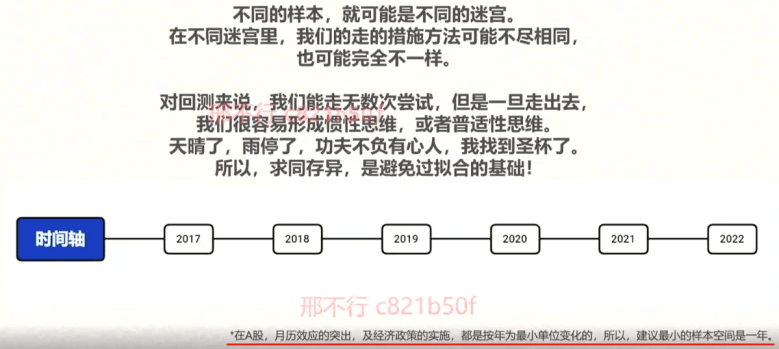 不同的样本，就可能是不同的迷宫。
在不同迷宫里，我们的走的措施方法可能不尽相同，
也可能完全不一样。
对回测来说，我们能走无数次尝试，但是一旦走出去，
邢不行 c821b50f
我们很容易形成惯性思维，或者普适性思维。
天晴了，雨停了，功夫不负有心人，我找到圣杯了。
所以，求同存异，是避免过拟合的基础！
时间轴 2017 2018 2019 2020 2021 2022
邢不行 c821b50f
*在A股，月历效应的突出，及经济政策的实施，都是按年为最小单位变化的，所以，建议最小的样本空间是一年。